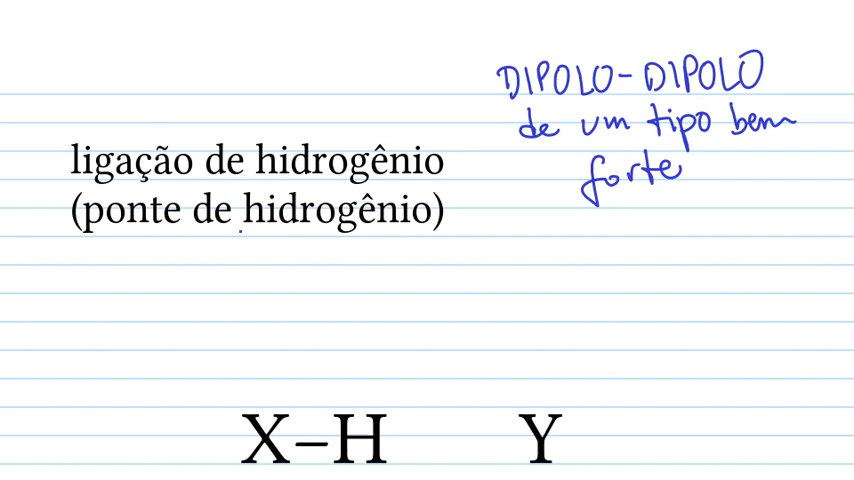 DIPOLO-DIPOLO
de um tipo bem
forte
ligação de hidrogênio
(ponte de hidrogênio)
X–H Y